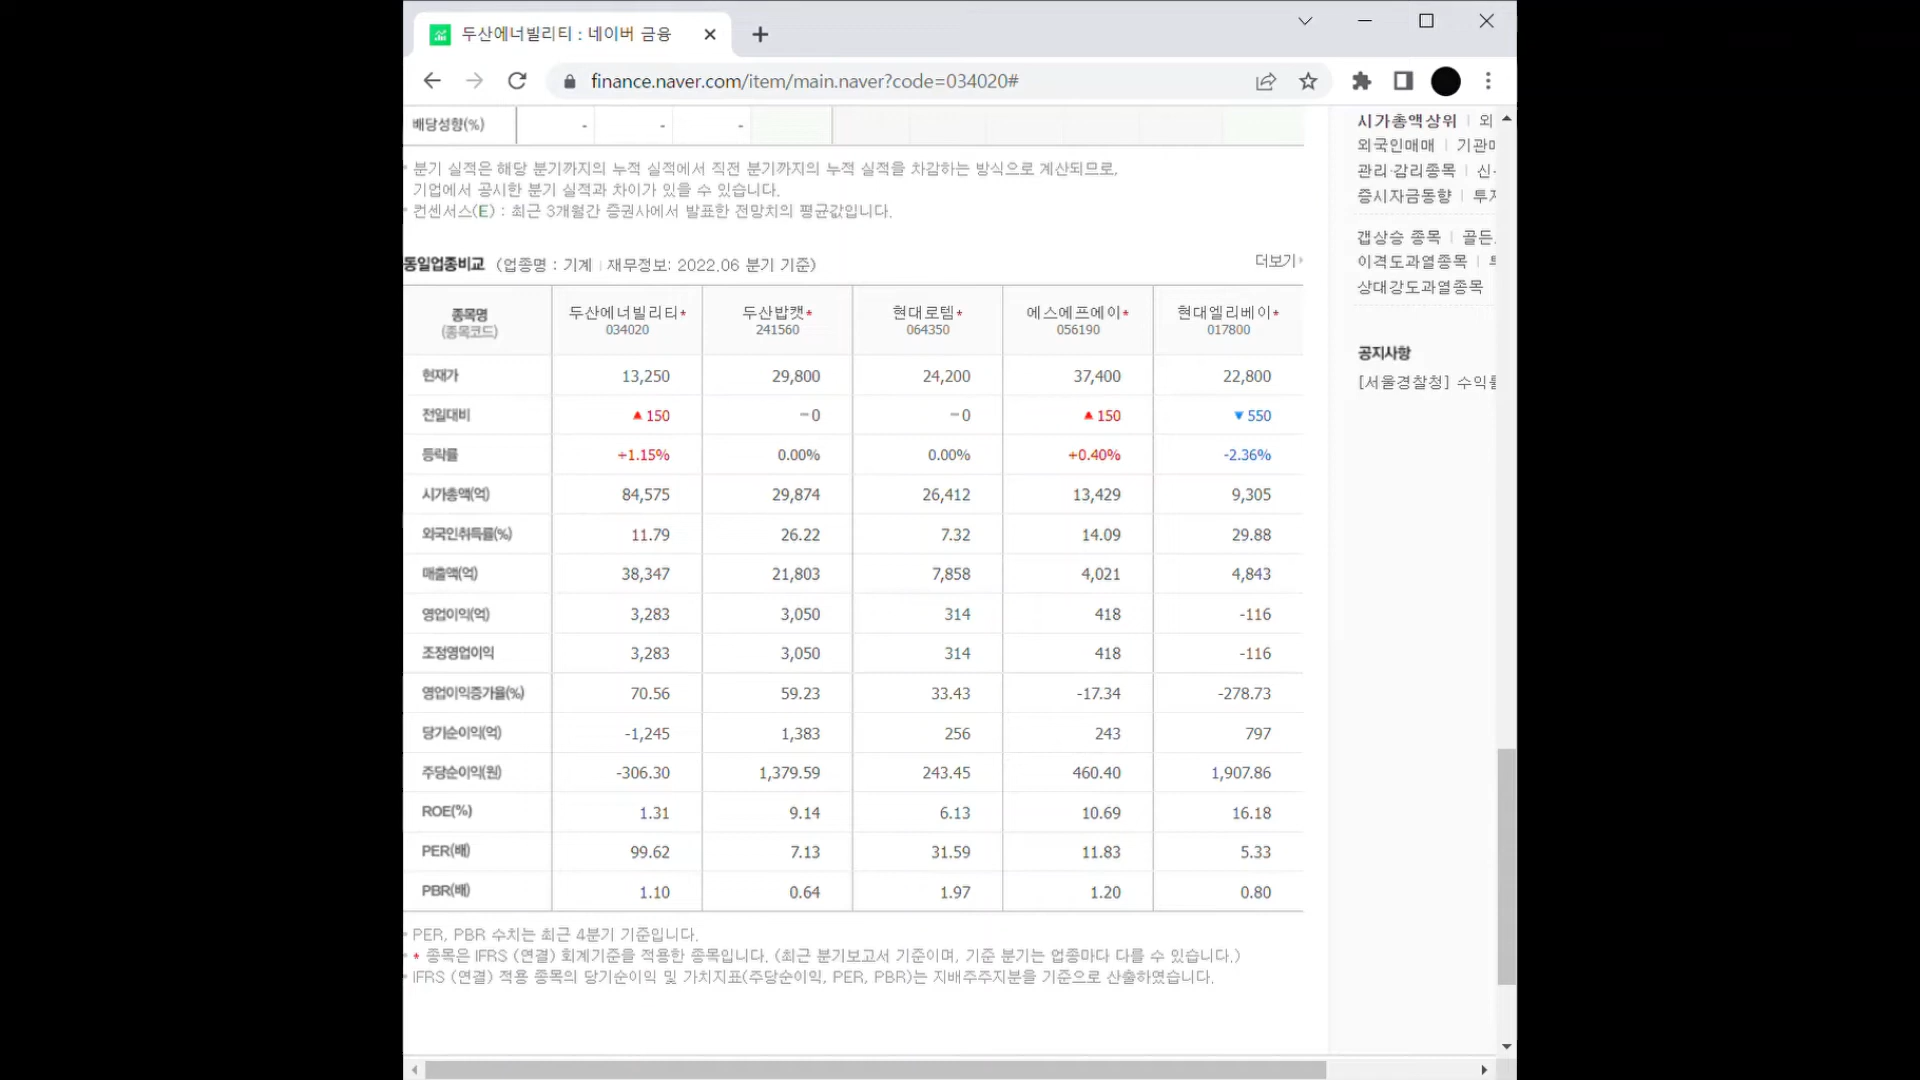 두산에너빌리티 : 네이버 금융
finance.naver.com/item/main.naver?code=034020#
배당성향(%) - - -
분기 실적은 해당 분기까지의 누적 실적에서 직전 분기까지의 누적 실적을 차감하는 방식으로 계산되므로,
기업에서 공시한 분기 실적과 차이가 있을 수 있습니다.
컨센서스(E) : 최근 3개월간 증권사에서 발표한 전망치의 평균값입니다.
동일업종비교 (업종명 : 기계 | 재무정보: 2022.06 분기 기준) 더보기
종목명 두산에너빌리티* 두산밥캣* 현대로템* 에스에프에이* 현대엘리베이*
(종목코드) 034020 241560 064350 056190 017800
현재가 13,250 29,800 24,200 37,400 22,800
전일대비 ▲150 -0 -0 ▲150 ▼550
등락률 +1.15% 0.00% 0.00% +0.40% -2.36%
시가총액(억) 84,575 29,874 26,412 13,429 9,305
외국인취득률(%) 11.79 26.22 7.32 14.09 29.88
매출액(억) 38,347 21,803 7,858 4,021 4,843
영업이익(억) 3,283 3,050 314 418 -116
조정영업이익 3,283 3,050 314 418 -116
영업이익증가율(%) 70.56 59.23 33.43 -17.34 -278.73
당기순이익(억) -1,245 1,383 256 243 797
주당순이익(원) -306.30 1,379.59 243.45 460.40 1,907.86
ROE(%) 1.31 9.14 6.13 10.69 16.18
PER(배) 99.62 7.13 31.59 11.83 5.33
PBR(배) 1.10 0.64 1.97 1.20 0.80
PER, PBR 수치는 최근 4분기 기준입니다.
* 종목은 IFRS (연결) 회계기준을 적용한 종목입니다. (최근 분기보고서 기준이며, 기준 분기는 업종마다 다를 수 있습니다.)
IFRS (연결) 적용 종목의 당기순이익 및 가치지표(주당순이익, PER, PBR)는 지배주주지분을 기준으로 산출하였습니다.
시가총액상위 | 외
외국인매매 | 기관
관리·감리종목 | 신
증시자금동향 | 투
갭상승 종목 | 골든
이격도과열종목 |
상대강도과열종목
공지사항
[서울경찰청] 수익